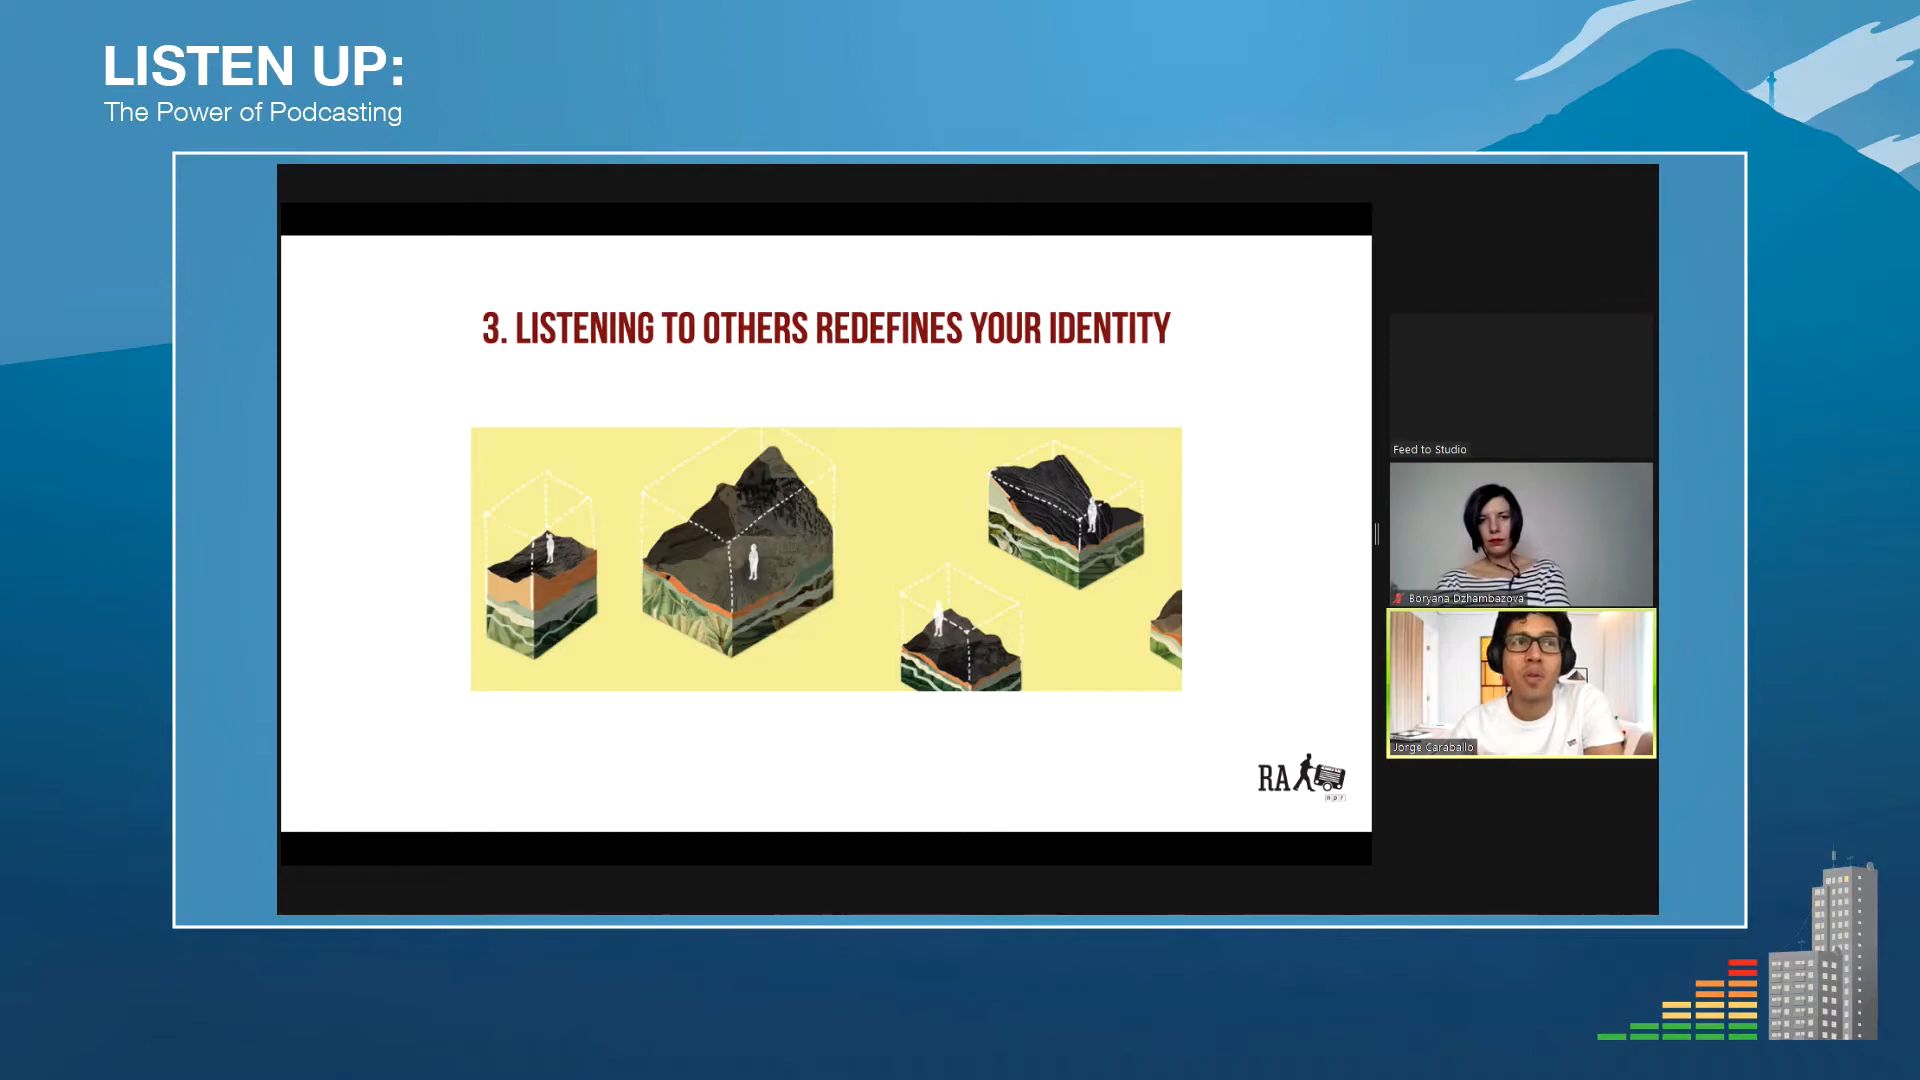 LISTEN UP:
The Power of Podcasting
3. LISTENING TO OTHERS REDEFINES YOUR IDENTITY
Feed to Studio
Boryana Dzhambazova
Jorge Caraballo
RA
npr